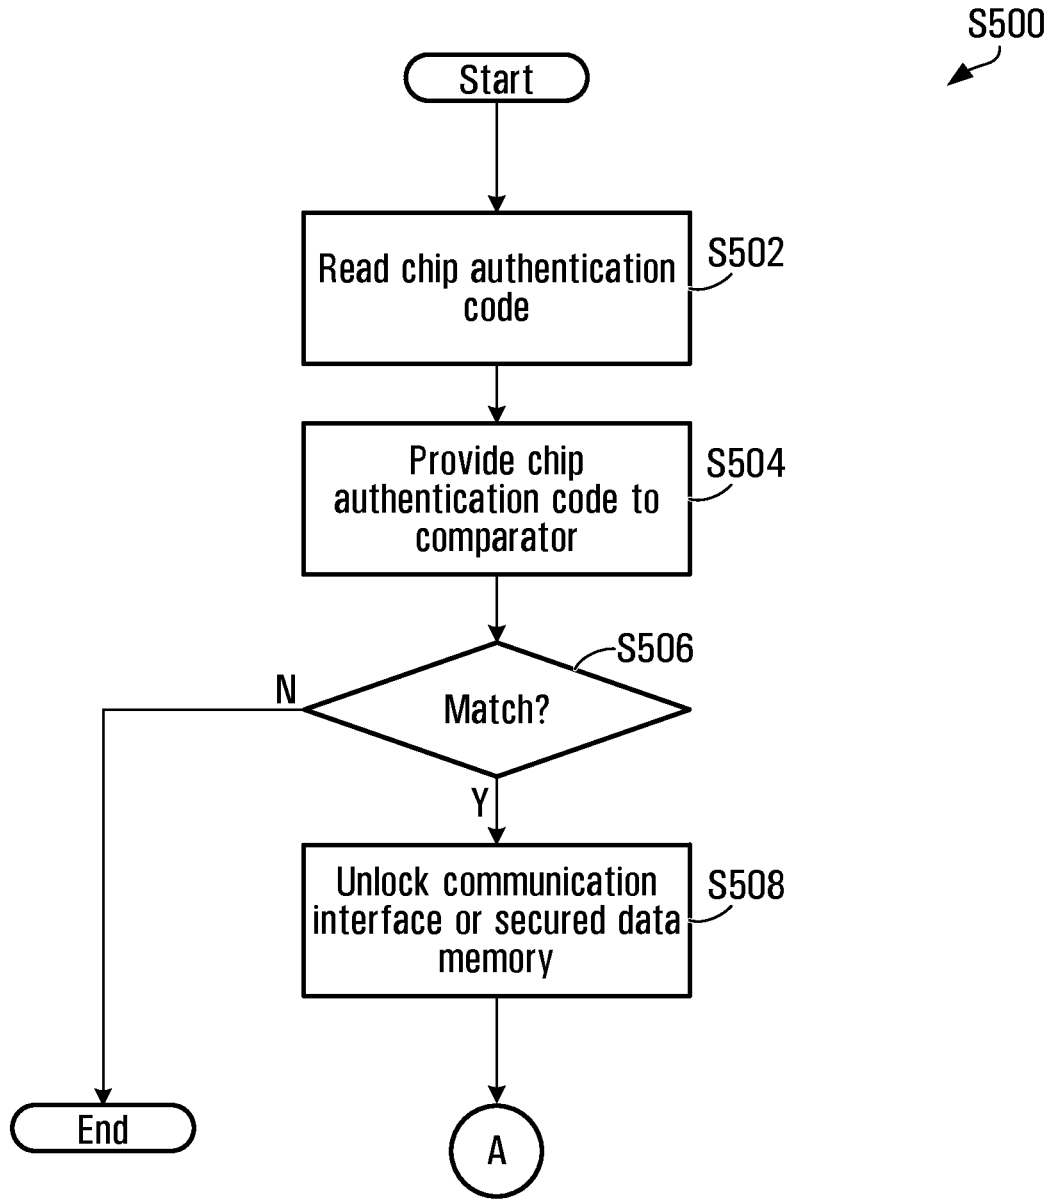 S500
Start
Read chip authentication
code
S502
Provide chip
authentication code to
comparator
S504
S506
Match?
N
Y
Unlock communication
interface or secured data
memory
S508
End
A